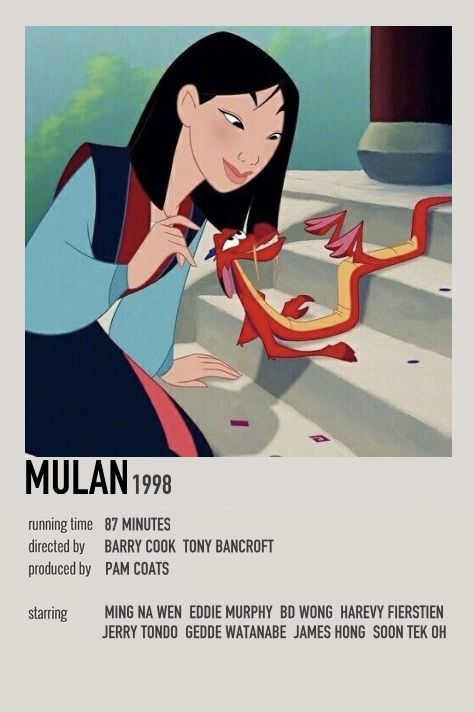 MULAN 1998
running time 87 MINUTES
directed by BARRY COOK TONY BANCROFT
produced by PAM COATS
starring MING NA WEN EDDIE MURPHY BD WONG HAREVY FIERSTIEN
JERRY TONDO GEDDE WATANABE JAMES HONG SOON TEK OH